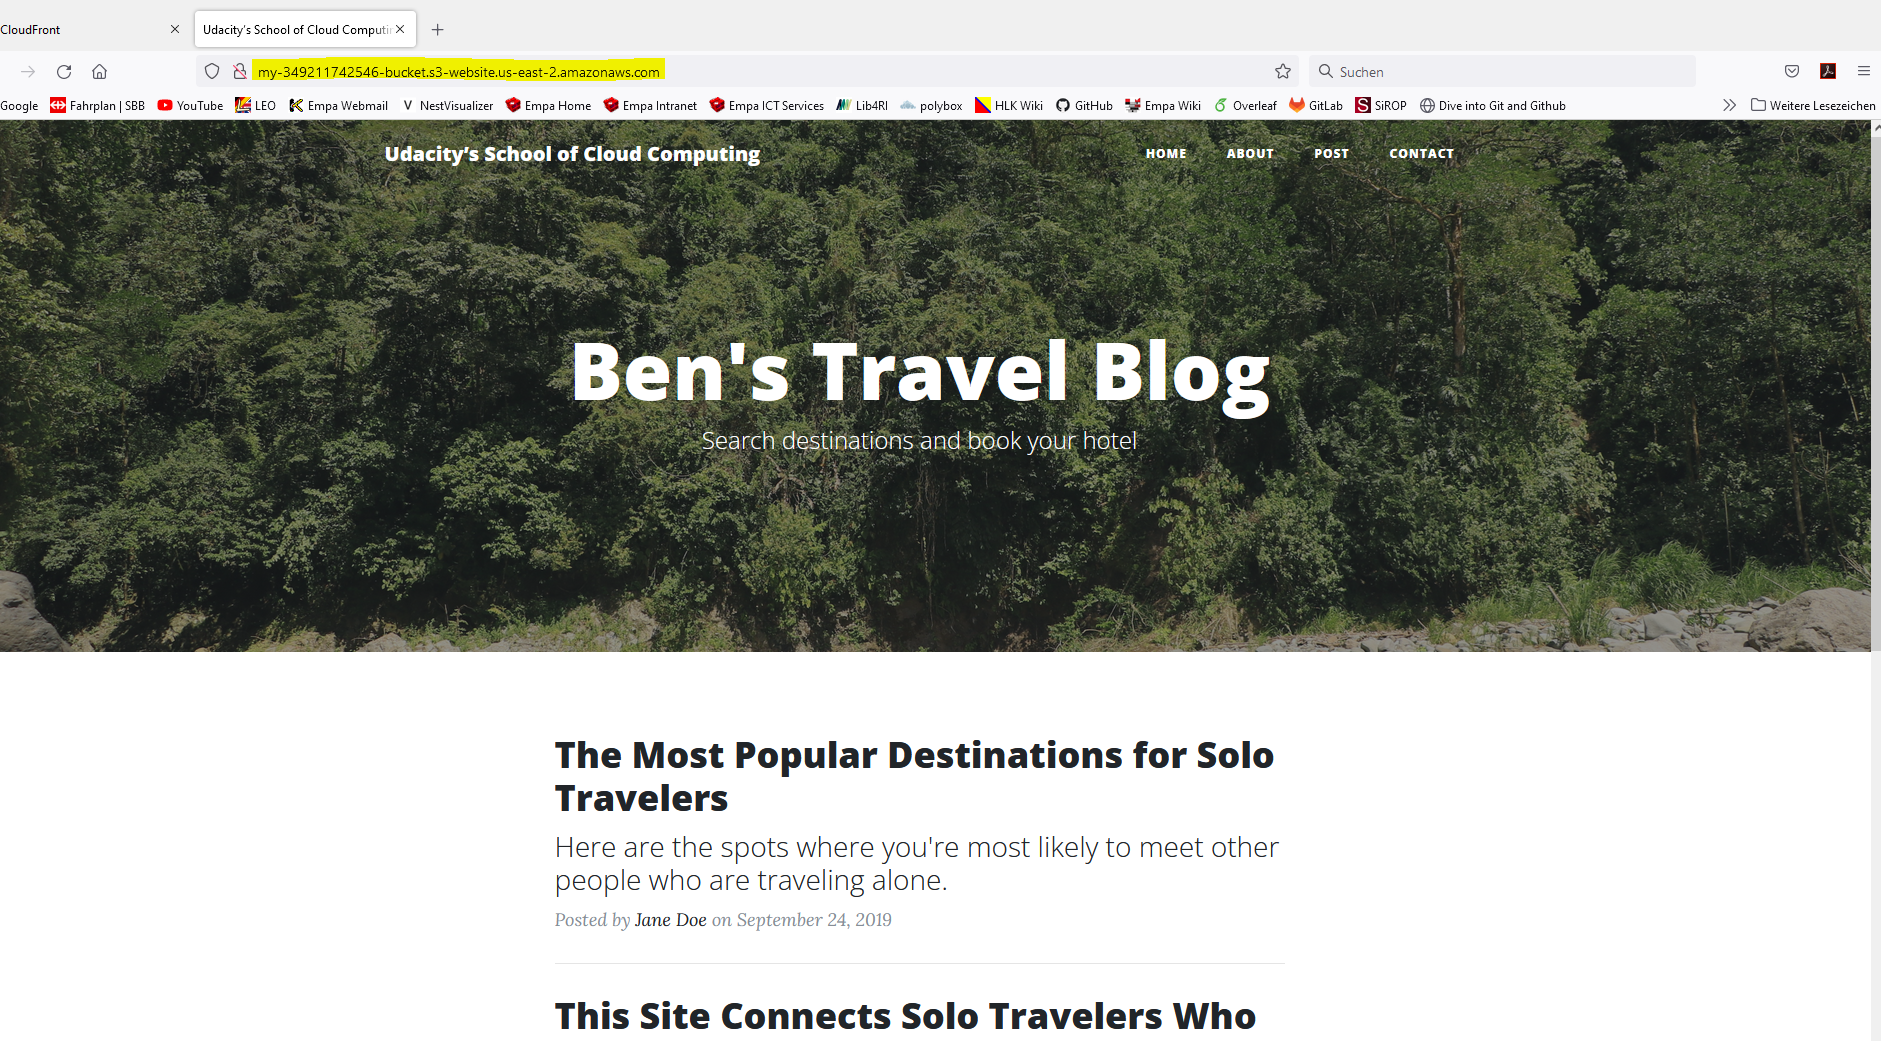 CloudFront
Udacity’s School of Cloud Computin
my-349211742546-bucket.s3-website.us-east-2.amazonaws.com
Suchen
Google Fahrplan | SBB YouTube LEO Empa Webmail NestVisualizer Empa Home Empa Intranet Empa ICT Services Lib4RI polybox HLK Wiki GitHub Empa Wiki Overleaf GitLab SiROP Dive into Git and Github Weitere Lesezeichen
Udacity’s School of Cloud Computing
HOME ABOUT POST CONTACT
Ben's Travel Blog
Search destinations and book your hotel
The Most Popular Destinations for Solo
Travelers
Here are the spots where you're most likely to meet other
people who are traveling alone.
Posted by Jane Doe on September 24, 2019
This Site Connects Solo Travelers Who